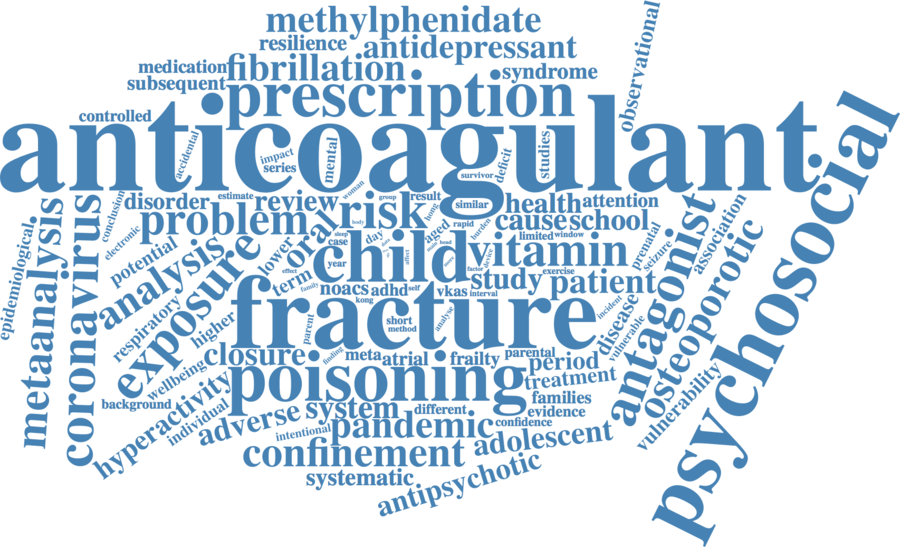 methylphenidate
resilience
antidepressant
observational
medication
fibrillation
syndrome
subsequent
prescription
controlled
anticoagulant
accidental
impact
series
mental
survivor
deficit
studies
psychosocial
conclusion
disorder
estimate
review
woman
group
result
similar
health
attention
problem
oral
risk
body
hong
aged
rapid
burden
cause
school
epidemiological
metaanalysis
coronavirus
electronic
potential
analysis
exposure
lower
sleep
case
day
year
child
vitamin
limited
window
prenatal
seizure
antagonist
association
osteoporotic
effect
term
family
noacs
adhd
self
kong
vkas
interval
factor
study
exercise
patient
respiratory
higher
parent
fracture
short
method
analyse
incident
disease
vulnerable
closure
finding
meta
atrial
frailty
parental
period
wellbeing
poisoning
treatment
vulnerability
background
hyperactivity
individual
adverse
system
different
families
evidence
confidence
intentional
pandemic
adolescent
confinement
systematic
antipsychotic